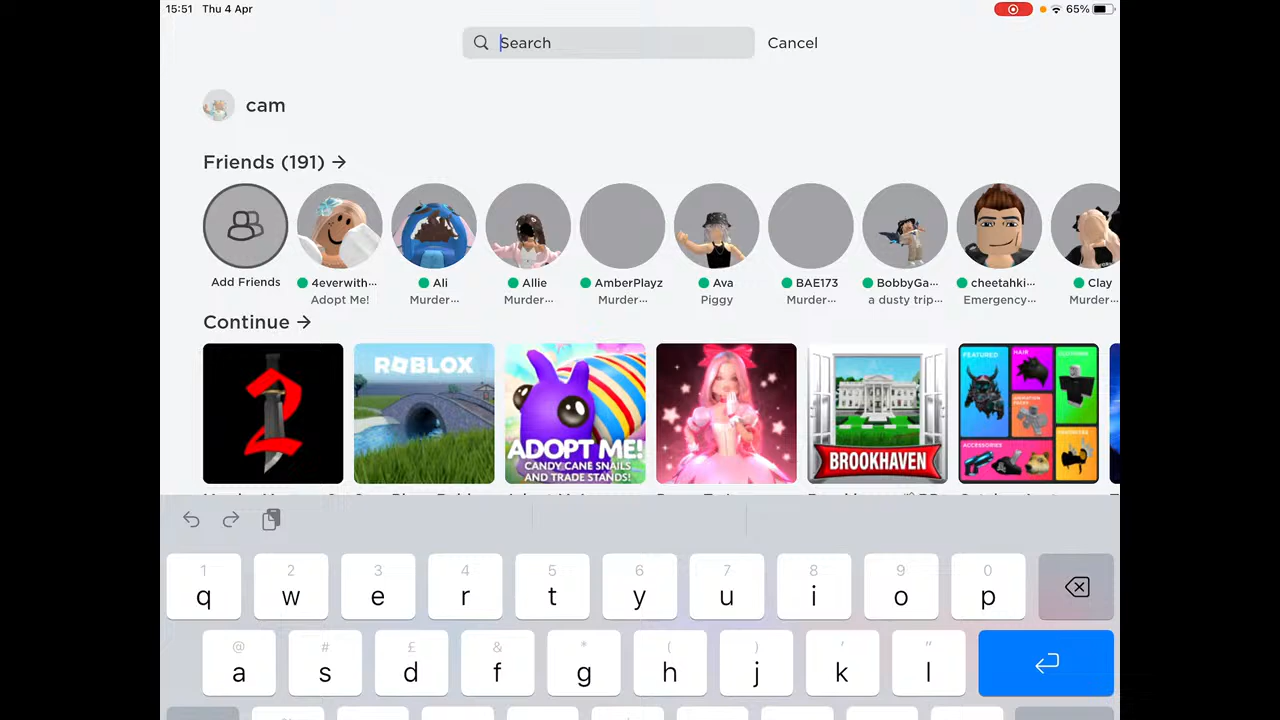 15:51 Thu 4 Apr 65%
Search Cancel
cam
Friends (191) →
Add Friends 4everwith··· Ali Allie AmberPlayz Ava BAE173 BobbyGa··· cheetahki··· Clay
Adopt Me! Murder··· Murder··· Murder··· Piggy Murder··· a dusty trip··· Emergency··· Murder···
Continue →
2
ROBLOX
ADOPT ME!
CANDY CANE SNAILS
AND TRADE STANDS!
BROOKHAVEN
FEATURED HAIR
ACCESSORIES
1 2 3 4 5 6 7 8 9 0
q w e r t y u i o p
@ # £ & * ( ) ' "
a s d f g h j k l